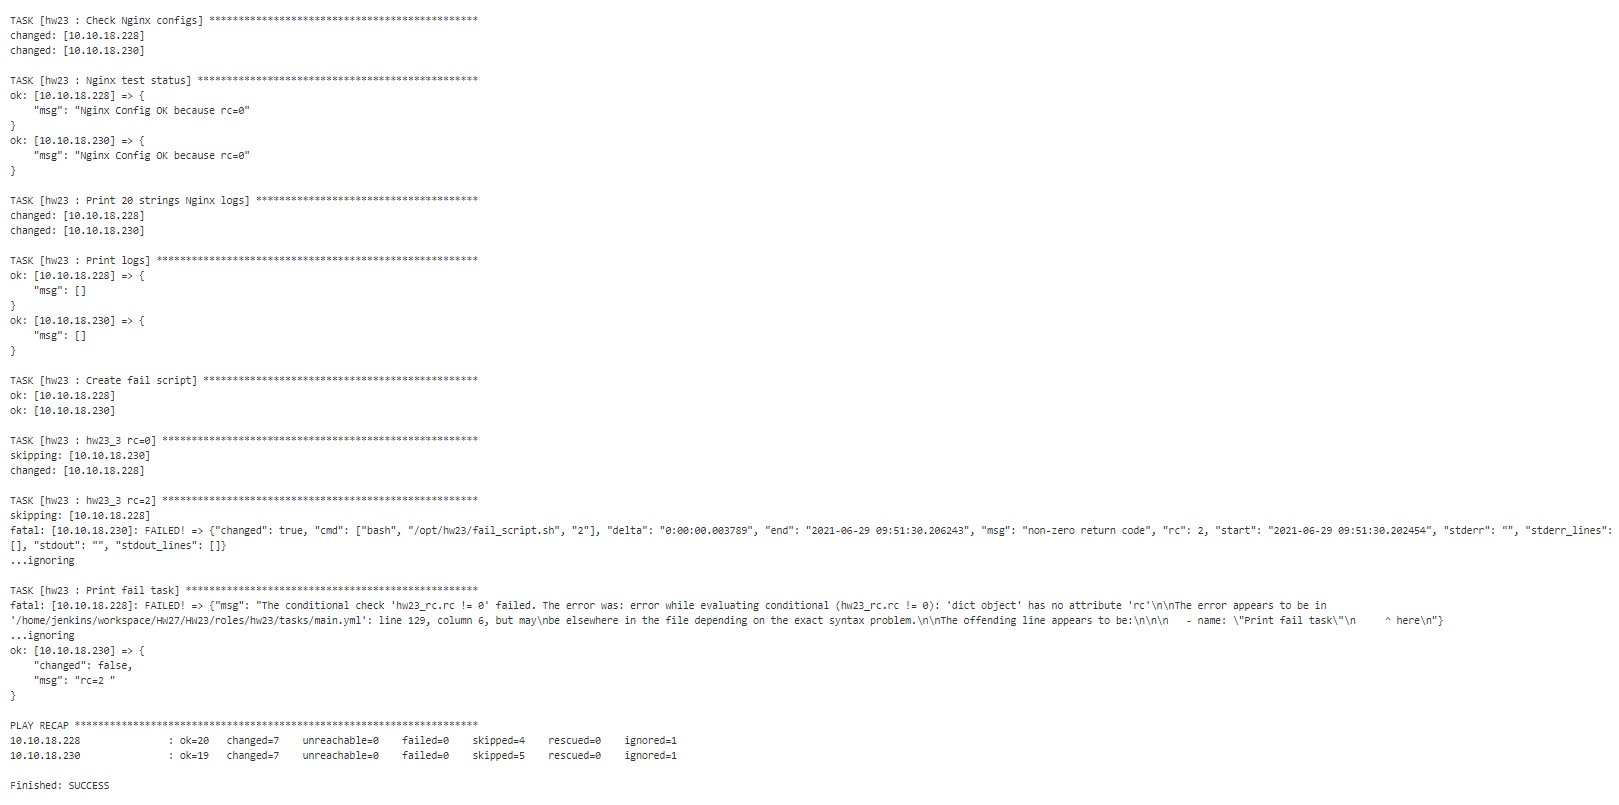 TASK [hw23 : Check Nginx configs] **********************************************
changed: [10.10.18.228]
changed: [10.10.18.230]
TASK [hw23 : Nginx test status] ************************************************
ok: [10.10.18.228] => {
    "msg": "Nginx Config OK because rc=0"
}
ok: [10.10.18.230] => {
    "msg": "Nginx Config OK because rc=0"
}
TASK [hw23 : Print 20 strings Nginx logs] **************************************
changed: [10.10.18.228]
changed: [10.10.18.230]
TASK [hw23 : Print logs] *******************************************************
ok: [10.10.18.228] => {
    "msg": []
}
ok: [10.10.18.230] => {
    "msg": []
}
TASK [hw23 : Create fail script] ***********************************************
ok: [10.10.18.228]
ok: [10.10.18.230]
TASK [hw23 : hw23_3 rc=0] ******************************************************
skipping: [10.10.18.230]
changed: [10.10.18.228]
TASK [hw23 : hw23_3 rc=2] ******************************************************
skipping: [10.10.18.228]
fatal: [10.10.18.230]: FAILED! => {"changed": true, "cmd": ["bash", "/opt/hw23/fail_script.sh", "2"], "delta": "0:00:00.003789", "end": "2021-06-29 09:51:30.206243", "msg": "non-zero return code", "rc": 2, "start": "2021-06-29 09:51:30.202454", "stderr": "", "stderr_lines":
[], "stdout": "", "stdout_lines": []}
...ignoring
TASK [hw23 : Print fail task] **************************************************
fatal: [10.10.18.228]: FAILED! => {"msg": "The conditional check 'hw23_rc.rc != 0' failed. The error was: error while evaluating conditional (hw23_rc.rc != 0): 'dict object' has no attribute 'rc'\n\nThe error appears to be in
'/home/jenkins/workspace/Hw27/Hw23/roles/hw23/tasks/main.yml': line 129, column 6, but may\nbe elsewhere in the file depending on the exact syntax problem.\n\nThe offending line appears to be:\n\n\n   - name: \"Print fail task\"\n     ^ here\n"}
...ignoring
ok: [10.10.18.230] => {
    "changed": false,
    "msg": "rc=2 "
}
PLAY RECAP *********************************************************************
10.10.18.228               : ok=20   changed=7    unreachable=0    failed=0    skipped=4    rescued=0    ignored=1
10.10.18.230               : ok=19   changed=7    unreachable=0    failed=0    skipped=5    rescued=0    ignored=1
Finished: SUCCESS